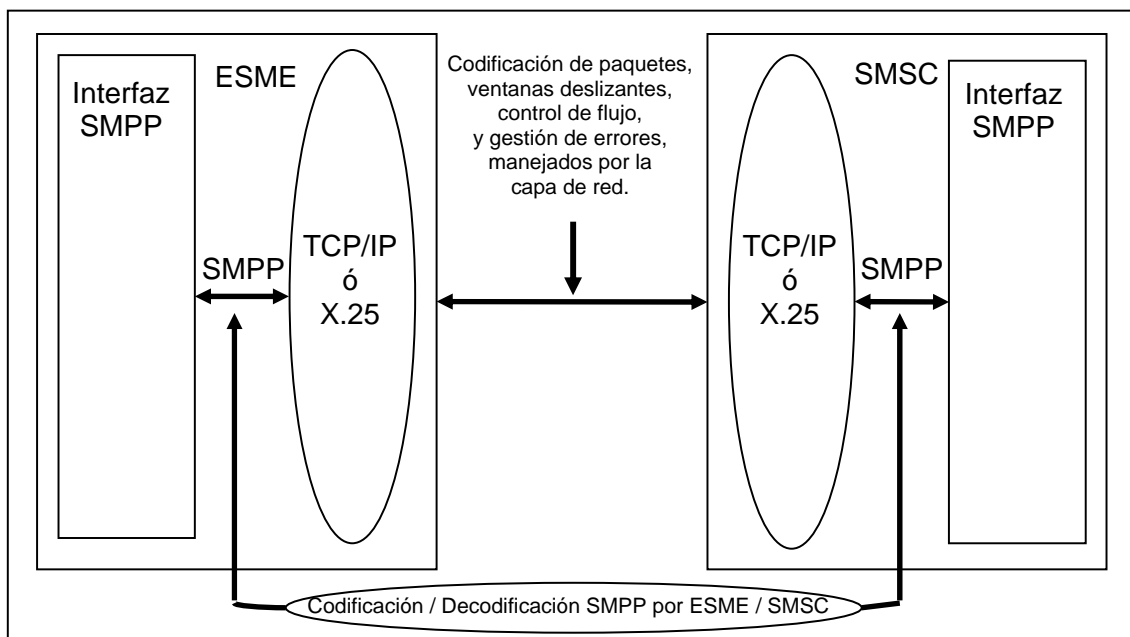 ESME
Interfaz
SMPP
SMPP
TCP/IP
ó
X.25
Codificación de paquetes,
ventanas deslizantes,
control de flujo,
y gestión de errores,
manejados por la
capa de red.
SMSC
TCP/IP
ó
X.25
SMPP
Interfaz
SMPP
Codificación / Decodificación SMPP por ESME / SMSC